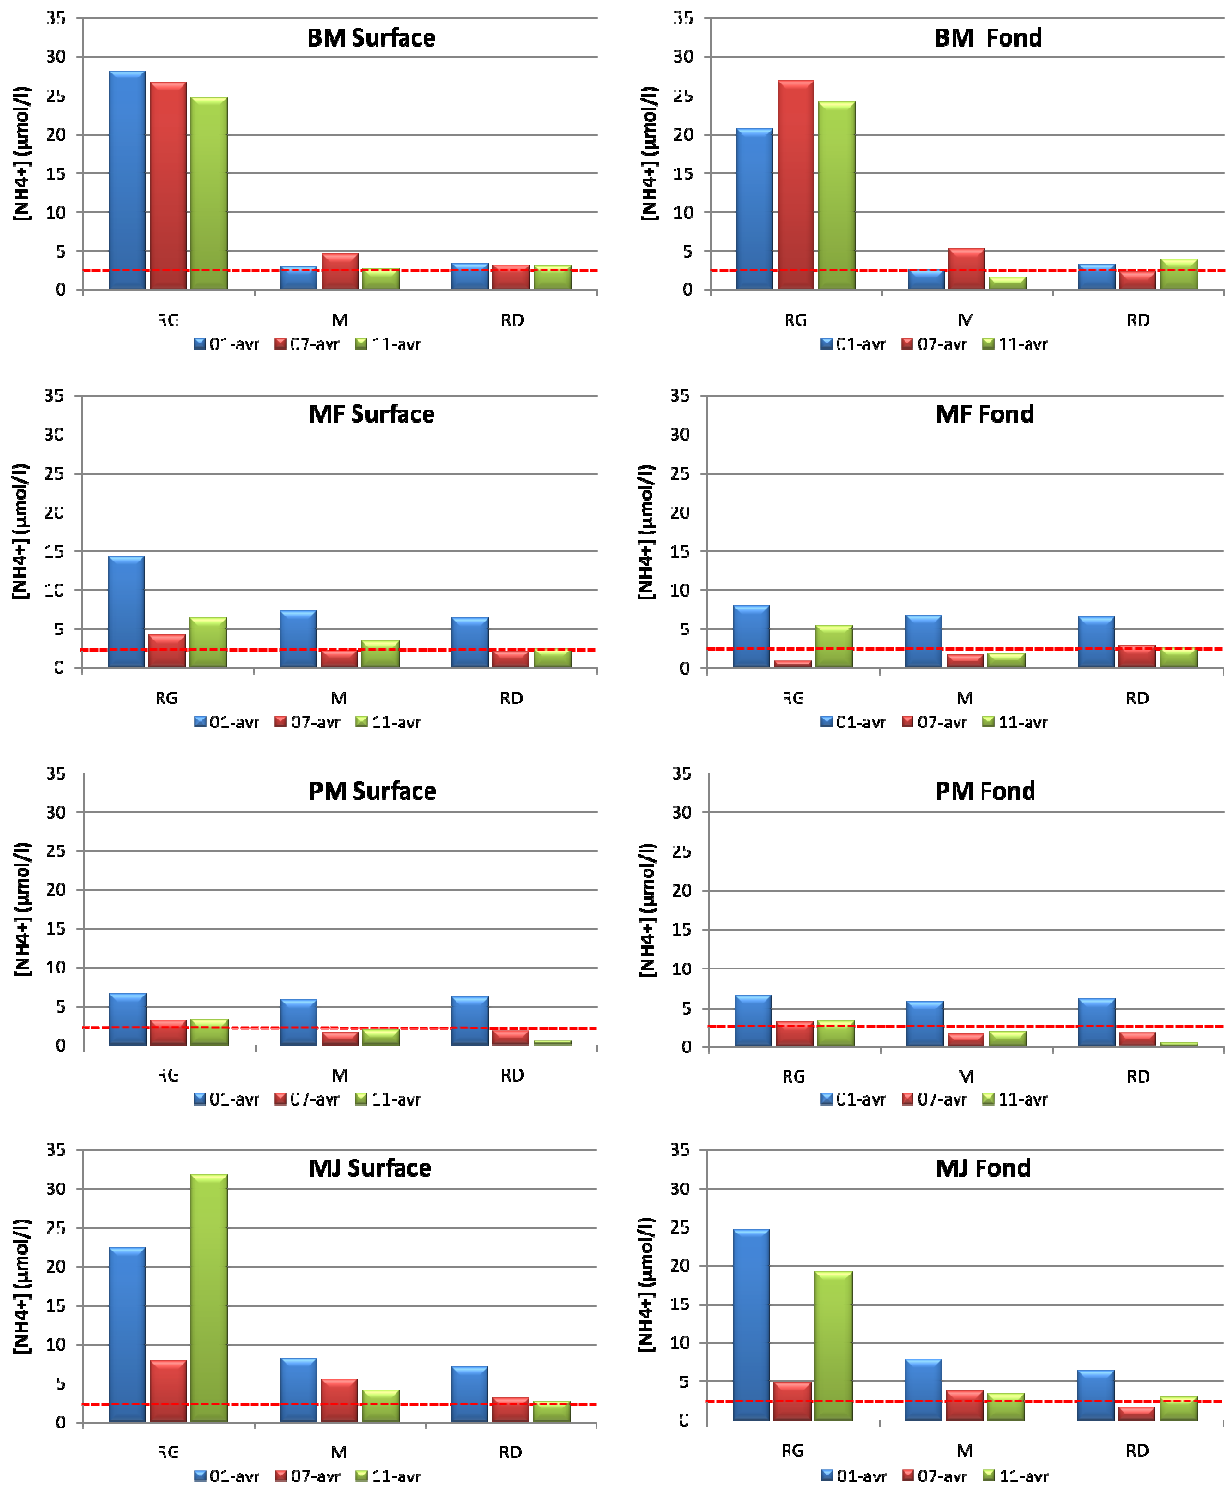 BM Surface
[NH4+] (µmol/l)
35
30
25
20
15
10
5
0
RG M RD
01-avr 07-avr 11-avr
BM Fond
[NH4+] (µmol/l)
35
30
25
20
15
10
5
0
RG M RD
01-avr 07-avr 11-avr
MF Surface
[NH4+] (µmol/l)
35
30
25
20
15
10
5
0
RG M RD
01-avr 07-avr 11-avr
MF Fond
[NH4+] (µmol/l)
35
30
25
20
15
10
5
0
RG M RD
01-avr 07-avr 11-avr
PM Surface
[NH4+] (µmol/l)
35
30
25
20
15
10
5
0
RG M RD
01-avr 07-avr 11-avr
PM Fond
[NH4+] (µmol/l)
35
30
25
20
15
10
5
0
RG M RD
01-avr 07-avr 11-avr
MJ Surface
[NH4+] (µmol/l)
35
30
25
20
15
10
5
0
RG M RD
01-avr 07-avr 11-avr
MJ Fond
[NH4+] (µmol/l)
35
30
25
20
15
10
5
0
RG M RD
01-avr 07-avr 11-avr